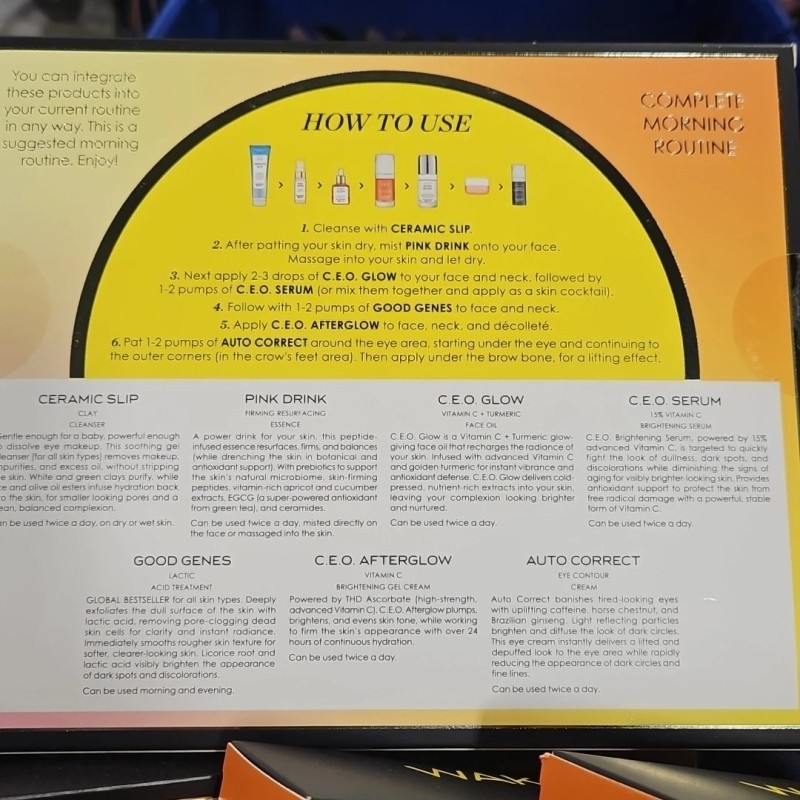 You can integrate
these products into
your current routine
in any way. This is a
suggested morning
routine. Enjoy!
COMPLETE
MORNING
ROUTINE
HOW TO USE
1. Cleanse with CERAMIC SLIP.
2. After patting your skin dry, mist PINK DRINK onto your face.
Massage into your skin and let dry.
3. Next apply 2-3 drops of C.E.O. GLOW to your face and neck, followed by
1-2 pumps of C.E.O. SERUM (or mix them together and apply as a skin cocktail).
4. Follow with 1-2 pumps of GOOD GENES to face and neck.
5. Apply C.E.O. AFTERGLOW to face, neck, and décolleté.
6. Pat 1-2 pumps of AUTO CORRECT around the eye area, starting under the eye and continuing to
the outer corners (in the crow's feet area). Then apply under the brow bone, for a lifting effect.
CERAMIC SLIP
CLAY
CLEANSER
Gentle enough for a baby, powerful enough
dissolve eye makeup. This soothing gel
cleanser (for all skin types) removes makeup,
impurities, and excess oil, without stripping
skin. White and green clays purify, while
and olive oil esters infuse hydration back
to the skin, for smaller looking pores and a
balanced complexion.
be used twice a day, on dry or wet skin.
PINK DRINK
FIRMING RESURFACING
ESSENCE
A power drink for your skin, this peptide-
infused essence resurfaces, firms, and balances
(while drenching the skin in botanical and
antioxidant support). With prebiotics to support
the skin's natural microbiome, skin-firming
peptides, vitamin-rich apricot and cucumber
extracts, EGCG (a super-powered antioxidant
from green tea), and ceramides.
Can be used twice a day, misted directly on
the face or massaged into the skin.
C.E.O. GLOW
VITAMIN C + TURMERIC
FACE OIL
C.E.O. Glow is a Vitamin C + Turmeric glow-
giving face oil that recharges the radiance of
your skin. Infused with advanced Vitamin C
and golden turmeric for instant vibrance and
antioxidant defense. C.E.O. Glow delivers cold-
pressed, nutrient-rich extracts into your skin,
leaving your complexion looking brighter
and nurtured.
Can be used twice a day.
C.E.O. SERUM
15% VITAMIN C
BRIGHTENING SERUM
C.E.O. Brightening Serum, powered by 15%
advanced Vitamin C, is targeted to quickly
fight the look of dullness, dark spots, and
discolorations while diminishing the signs of
aging for visibly brighter looking skin. Provides
antioxidant support to protect the skin from
free radical damage with a powerful, stable
form of Vitamin C.
Can be used twice a day.
GOOD GENES
LACTIC
ACID TREATMENT
GLOBAL BESTSELLER for all skin types. Deeply
exfoliates the dull surface of the skin with
lactic acid, removing pore-clogging dead
skin cells for clarity and instant radiance.
Immediately smooths rougher skin texture for
softer, clearer-looking skin. Licorice root and
lactic acid visibly brighten the appearance
of dark spots and discolorations.
Can be used morning and evening.
C.E.O. AFTERGLOW
VITAMIN C
BRIGHTENING GEL CREAM
Powered by THD Ascorbate (high-strength,
advanced Vitamin C), C.E.O. Afterglow plumps,
brightens, and evens skin tone, while working
to firm the skin's appearance with over 24
hours of continuous hydration.
Can be used twice a day.
AUTO CORRECT
EYE CONTOUR
CREAM
Auto Correct banishes tired-looking eyes
with uplifting caffeine, horse chestnut, and
Brazilian ginseng. Light reflecting particles
brighten and diffuse the look of dark circles.
This eye cream instantly delivers a lifted and
depuffed look to the eye area while rapidly
reducing the appearance of dark circles and
fine lines.
Can be used twice a day.
WAK